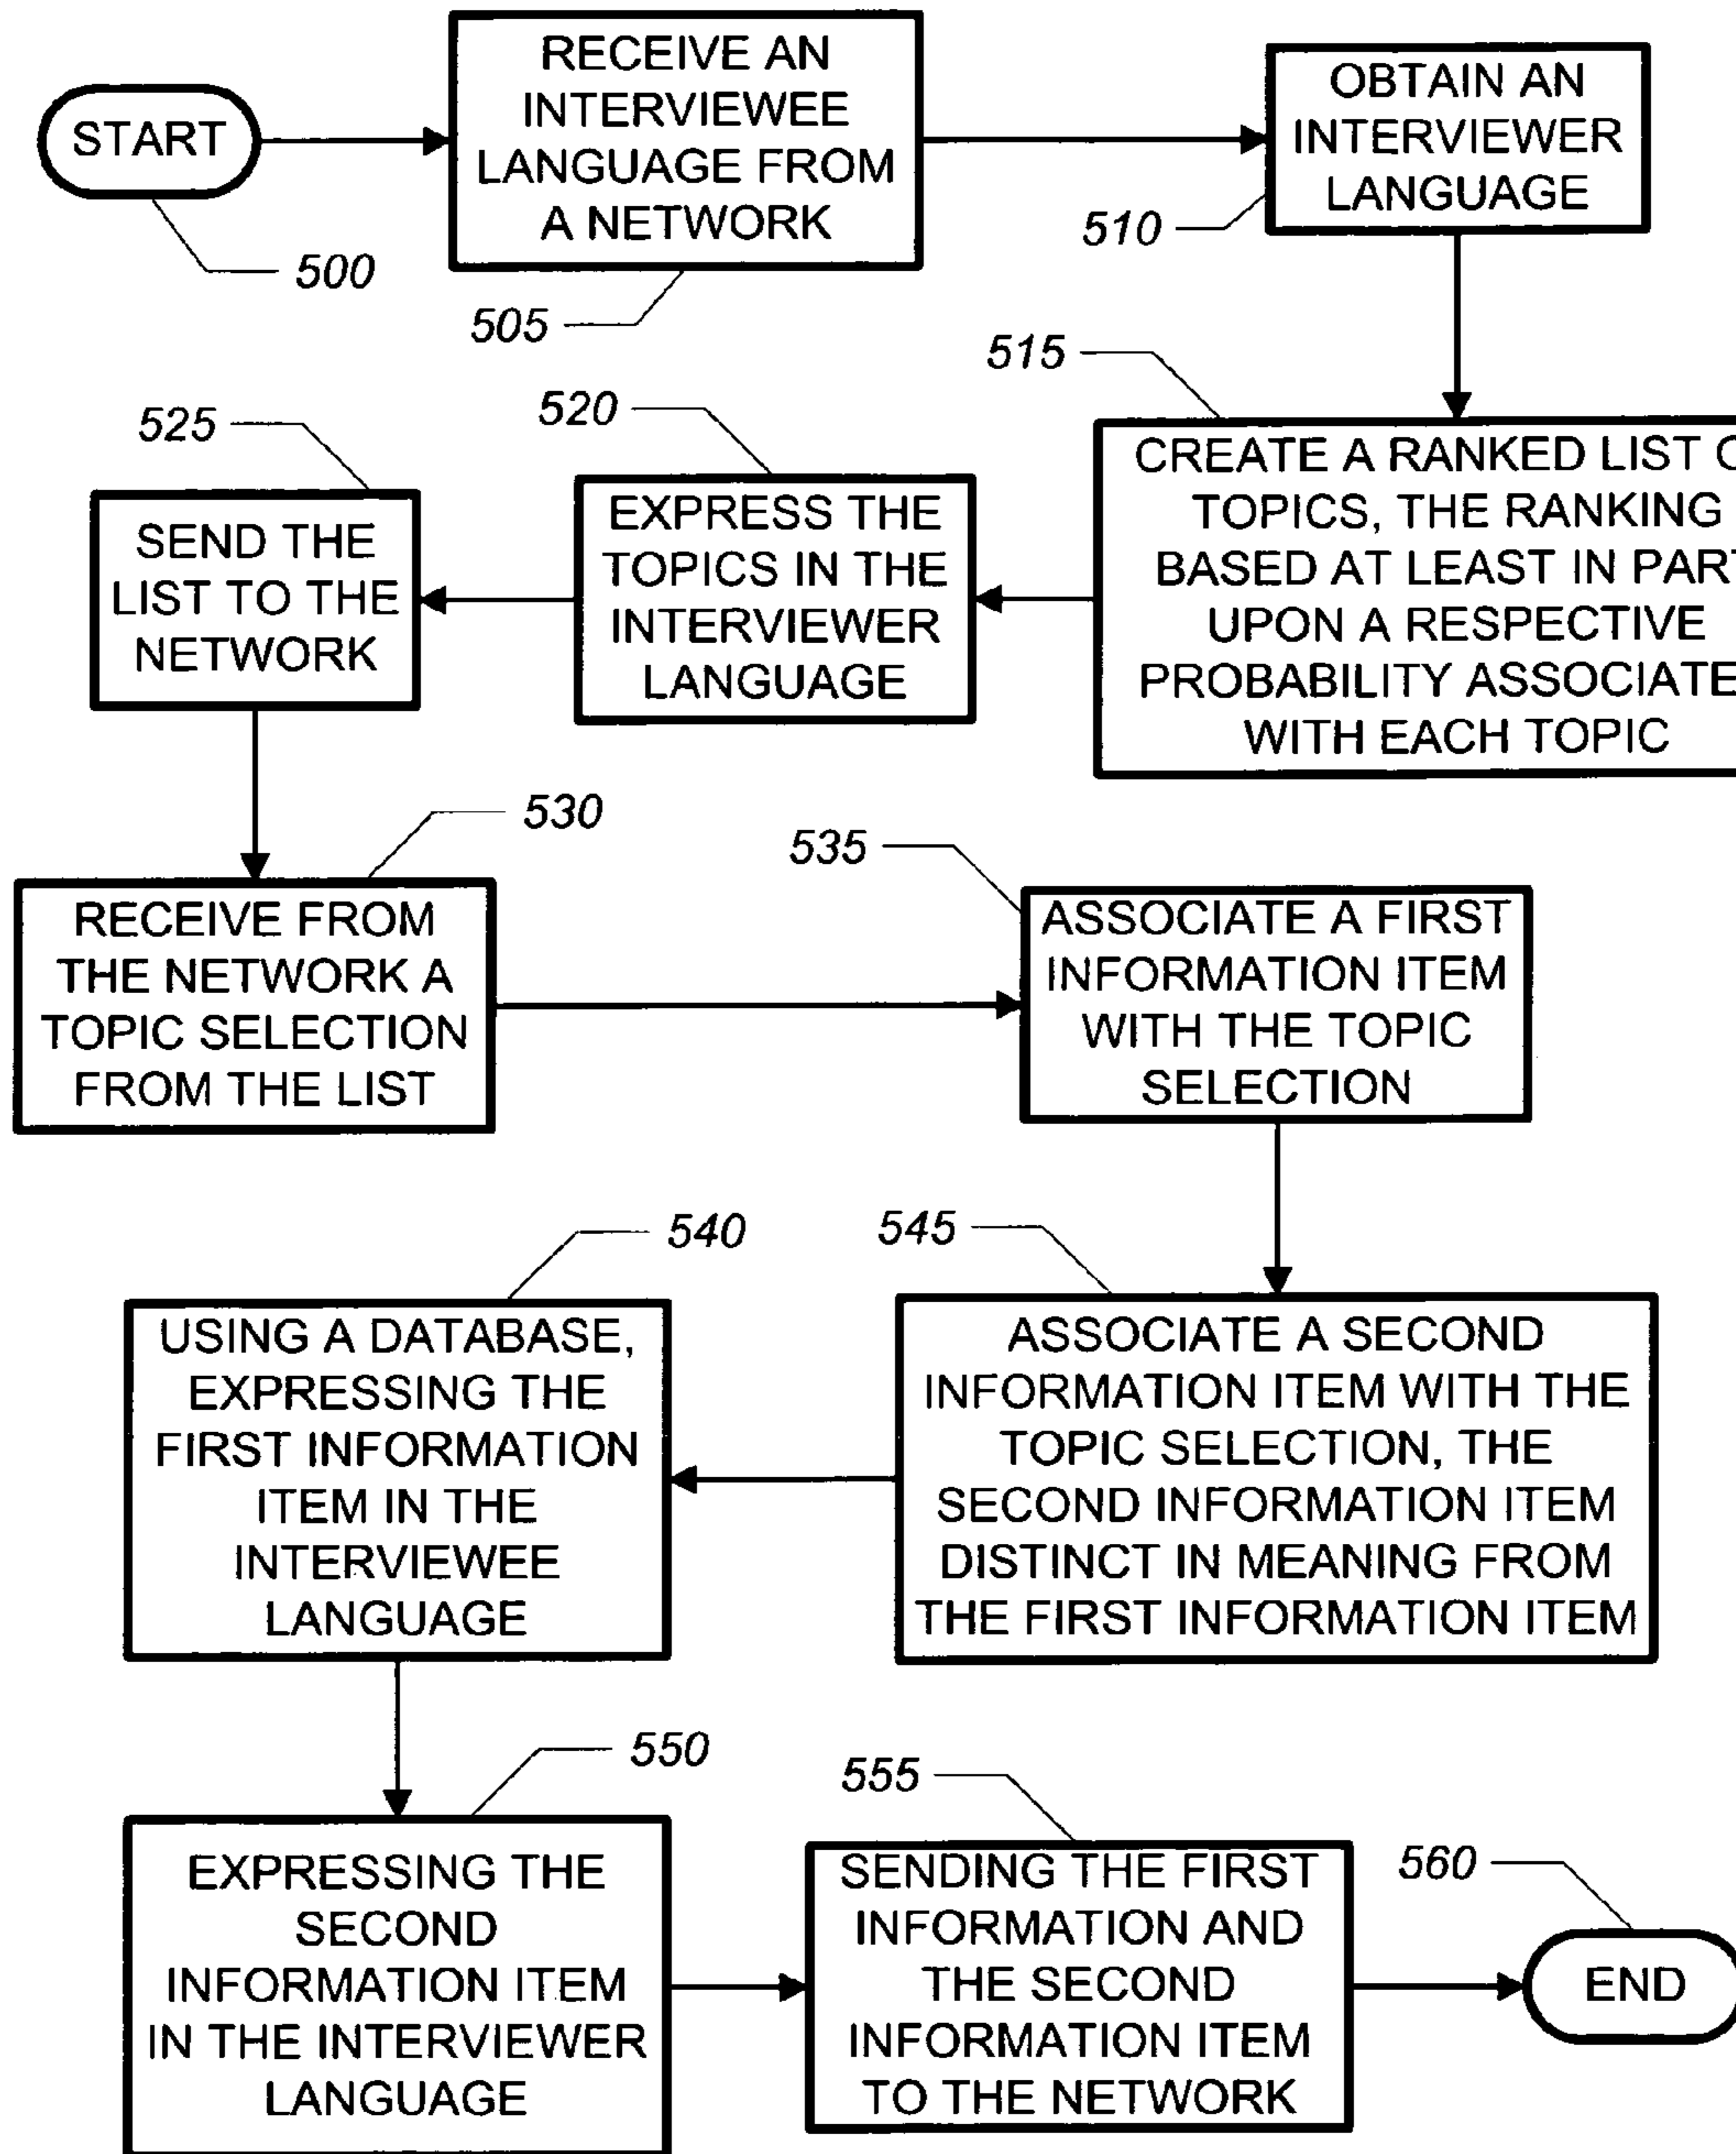 START
500
RECEIVE AN
INTERVIEWEE
LANGUAGE FROM
A NETWORK
505
OBTAIN AN
INTERVIEWER
LANGUAGE
510
515
CREATE A RANKED LIST
TOPICS, THE RANKING
BASED AT LEAST IN PART
UPON A RESPECTIVE
PROBABILITY ASSOCIATE
WITH EACH TOPIC
520
EXPRESS THE
TOPICS IN THE
INTERVIEWER
LANGUAGE
525
SEND THE
LIST TO THE
NETWORK
530
RECEIVE FROM
THE NETWORK A
TOPIC SELECTION
FROM THE LIST
535
ASSOCIATE A FIRST
INFORMATION ITEM
WITH THE TOPIC
SELECTION
545
ASSOCIATE A SECOND
INFORMATION ITEM WITH THE
TOPIC SELECTION, THE
SECOND INFORMATION ITEM
DISTINCT IN MEANING FROM
THE FIRST INFORMATION ITEM
540
USING A DATABASE,
EXPRESSING THE
FIRST INFORMATION
ITEM IN THE
INTERVIEWEE
LANGUAGE
550
EXPRESSING THE
SECOND
INFORMATION ITEM
IN THE INTERVIEWER
LANGUAGE
555
SENDING THE FIRST
INFORMATION AND
THE SECOND
INFORMATION ITEM
TO THE NETWORK
560
END